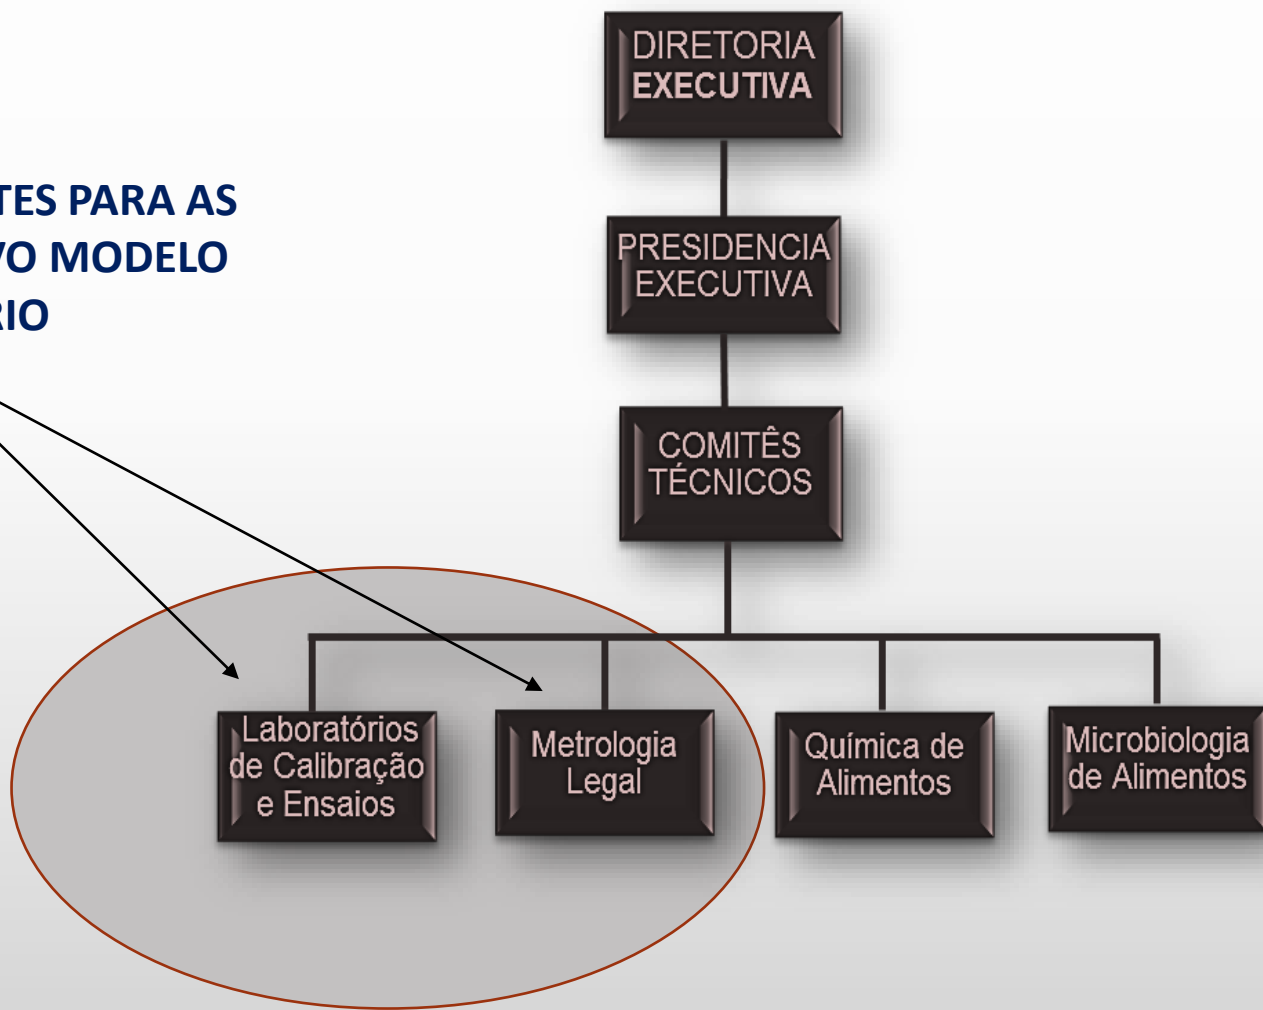 DIRETORIA
EXECUTIVA
TES PARA AS
VO MODELO
RIO
PRESIDENCIA
EXECUTIVA
COMITÊS
TÉCNICOS
Laboratórios
de Calibração
e Ensaios
Metrologia
Legal
Química de
Alimentos
Microbiologia
de Alimentos